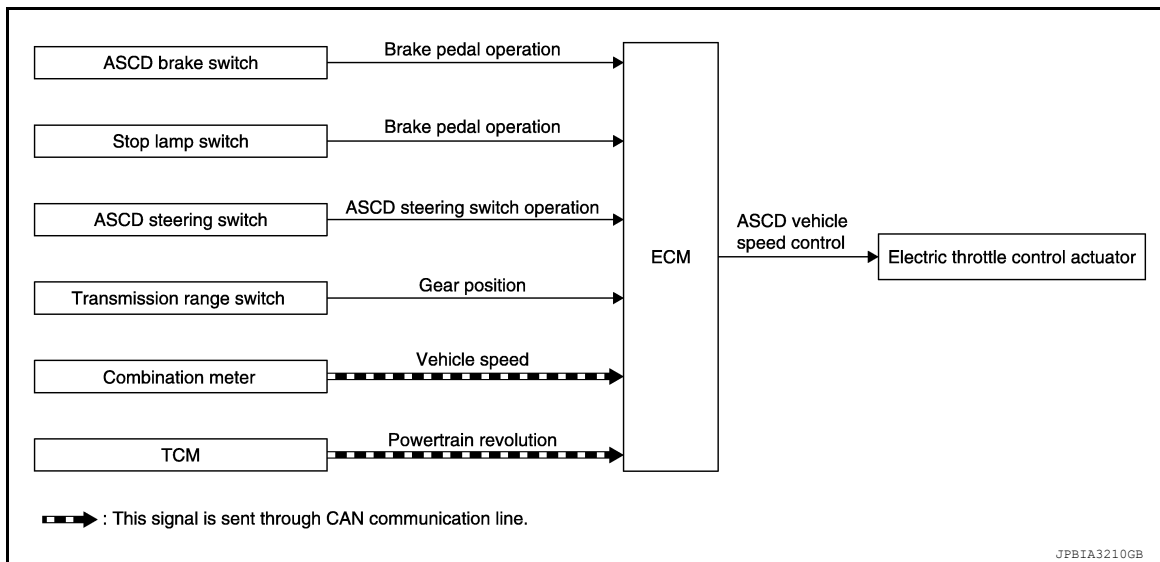 ASCD brake switch
Brake pedal operation
Stop lamp switch
Brake pedal operation
ASCD steering switch
ASCD steering switch operation
Transmission range switch
Gear position
Combination meter
Vehicle speed
TCM
Powertrain revolution
ECM
ASCD vehicle
speed control
Electric throttle control actuator
: This signal is sent through CAN communication line.
JPBIA3210GB